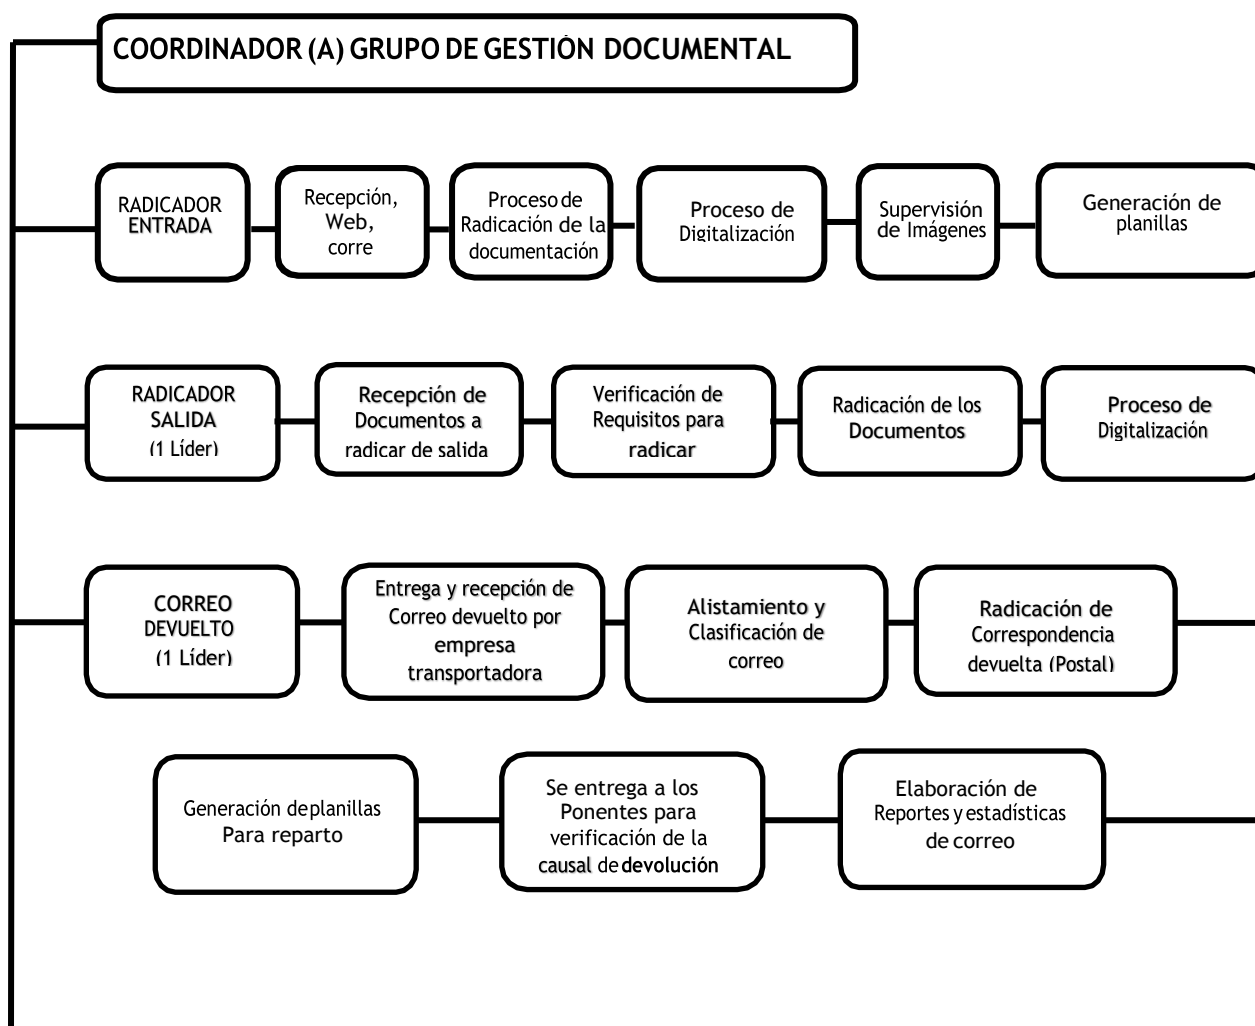 COORDINADOR (A) GRUPO DE GESTIÓN DOCUMENTAL
RADICADOR
ENTRADA
Recepción,
Web,
corre
Proceso de
Radicación de la
documentación
Proceso de
Digitalización
Supervisión
de Imágenes
Generación de
planillas
RADICADOR
SALIDA
(1 Líder)
Recepción de
Documentos a
radicar de salida
Verificación de
Requisitos para
radicar
Radicación de los
Documentos
Proceso de
Digitalización
CORREO
DEVUELTO
(1 Líder)
Entrega y recepción de
Correo devuelto por
empresa
transportadora
Alistamiento y
Clasificación de
correo
Radicación de
Correspondencia
devuelta (Postal)
Generación de planillas
Para reparto
Se entrega a los
Ponentes para
verificación de la
causal de devolución
Elaboración de
Reportes y estadísticas
de correo